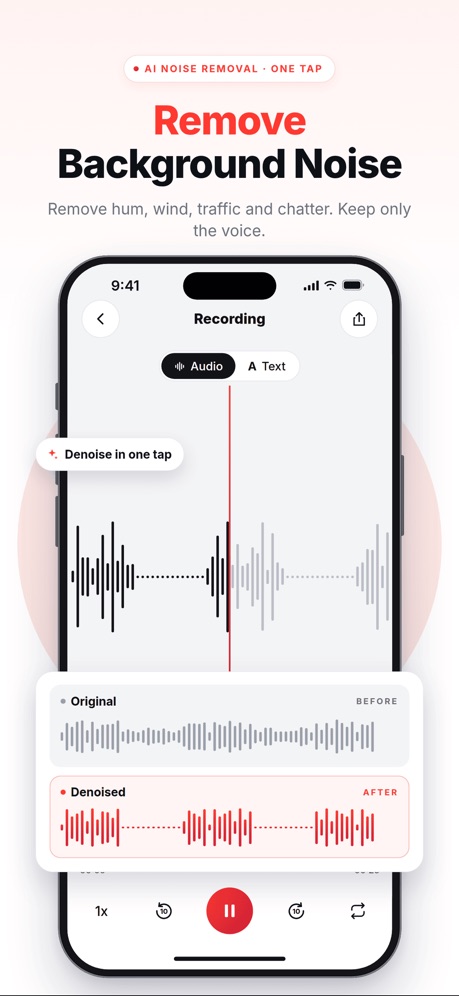 AI NOISE REMOVAL · ONE TAP
Remove
Background Noise
Remove hum, wind, traffic and chatter. Keep only
the voice.
9:41
Recording
Audio
A Text
Denoise in one tap
Original
BEFORE
Denoised
AFTER
1x
10
10